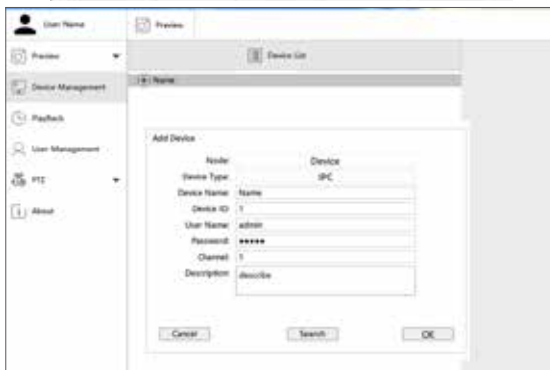 User Name
Preview
Preview
Device List
Device Management
Name
Playback
User Management
PTZ
About
Add Device
Node: Device
Device Type: IPC
Device Name: Name
Device ID: 1
User Name: admin
Password: •••••
Channel: 1
Description: describe
Cancel
Search
OK